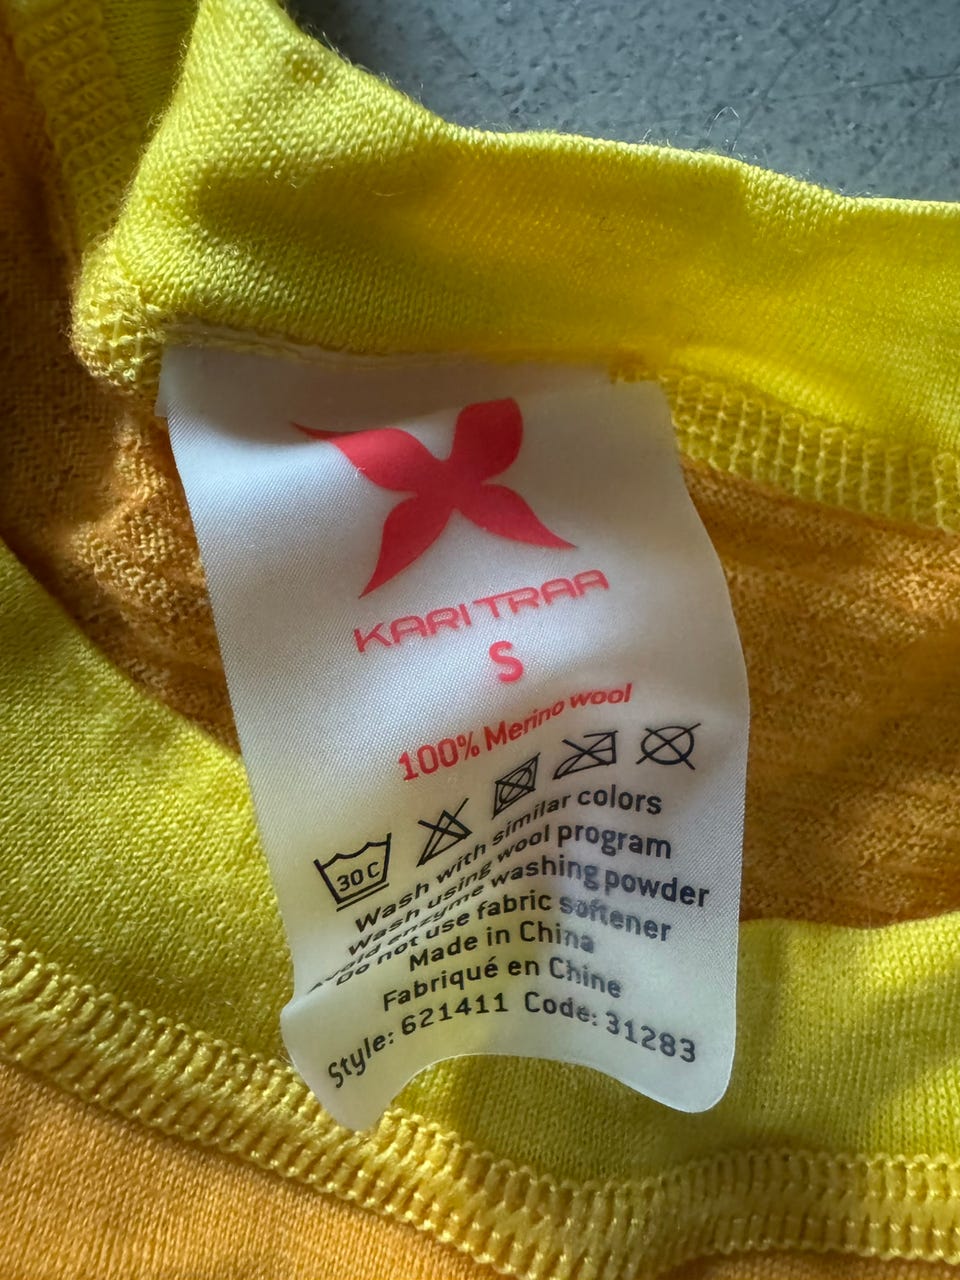 KARI TRAA
S
100% Merino wool
30C
Wash with similar colors
Wash using wool program
Avoid enzyme washing powder
Do not use fabric softener
Made in China
Fabriqué en Chine
Style: 621411 Code: 31283